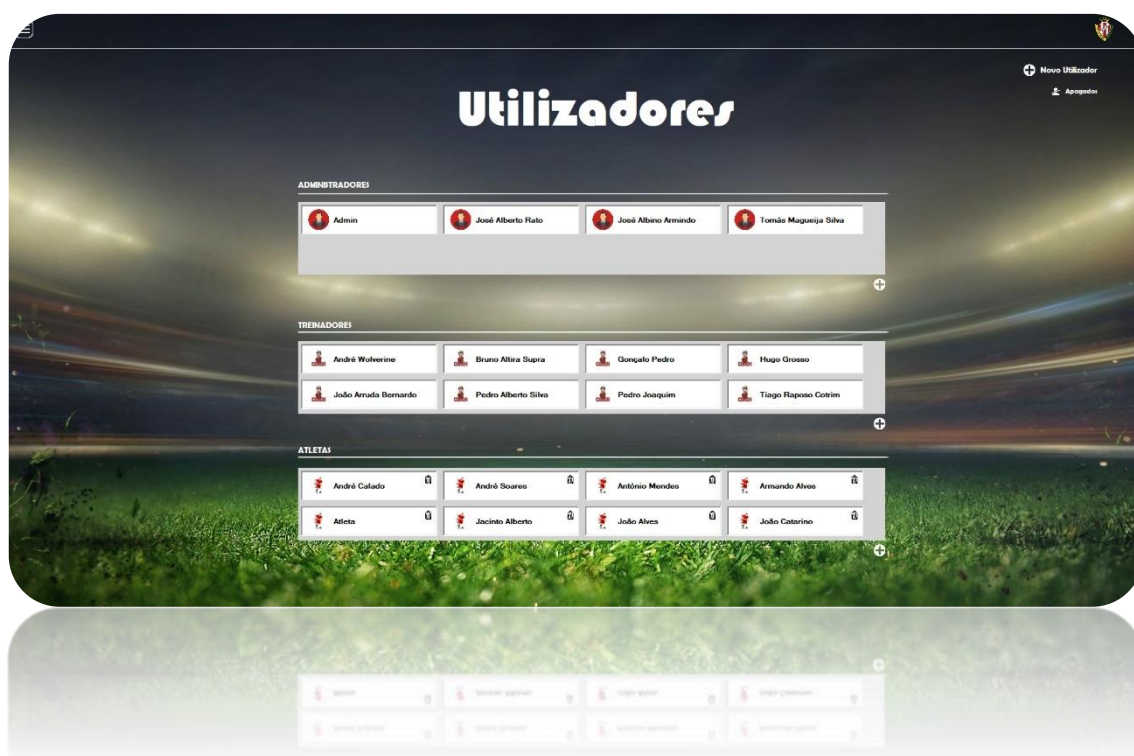 Novo Utilizador
Apagados
Utilizadores
ADMINISTRADORES
Admin
José Alberto Rato
José Albino Armindo
Tomás Magueija Silva
TREINADORES
André Wolverine
Bruno Altira Supra
Gonçalo Pedro
Hugo Grosso
João Arruda Bernardo
Pedro Alberto Silva
Pedro Joaquim
Tiago Raposo Cotrim
ATLETAS
André Calado
André Soares
António Mendes
Armando Alves
Atleta
Jacinto Alberto
João Alves
João Catarino